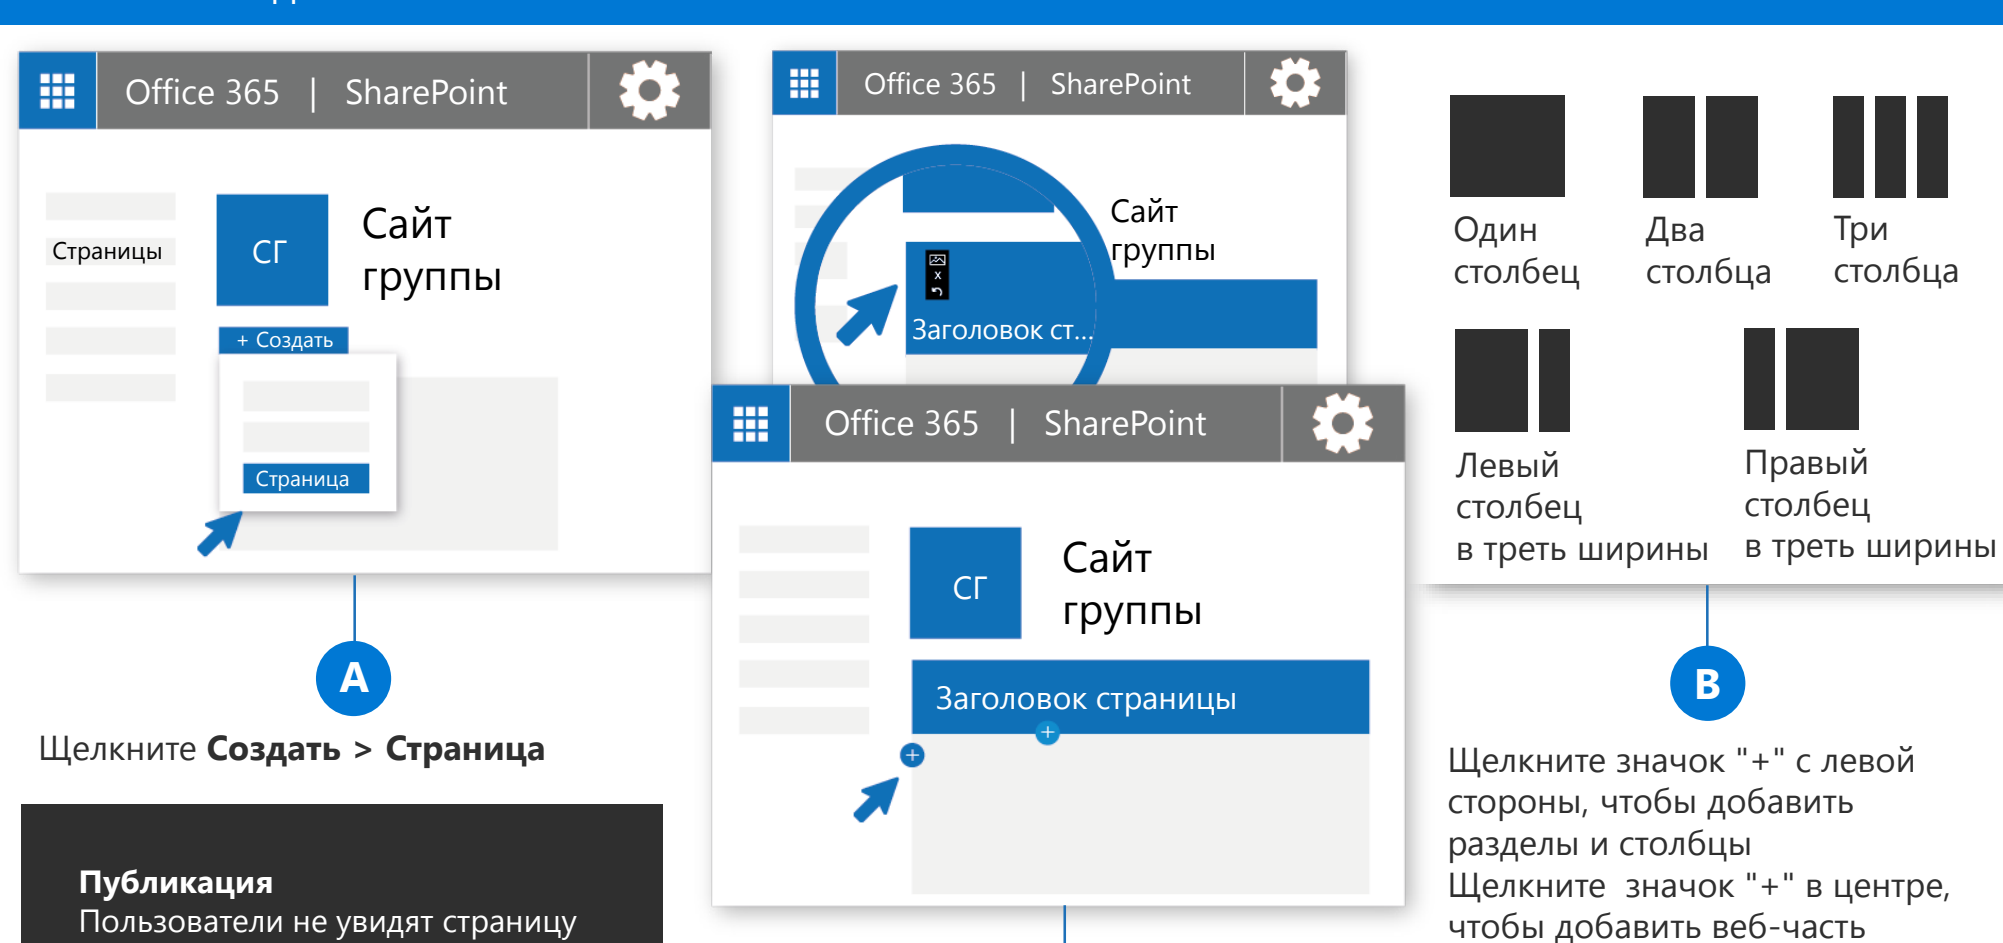 Office 365 | SharePoint
Страницы
СГ
Сайт
группы
+ Создать
Страница
A
Щелкните Создать > Страница
Публикация
Пользователи не увидят страницу
Office 365 | SharePoint
Сайт
группы
x
Заголовок ст...
Office 365 | SharePoint
СГ
Сайт
группы
Заголовок страницы
+
+
Один
столбец
Два
столбца
Три
столбца
Левый
столбец
в треть ширины
Правый
столбец
в треть ширины
B
Щелкните значок "+" с левой
стороны, чтобы добавить
разделы и столбцы
Щелкните  значок "+" в центре,
чтобы добавить веб-часть